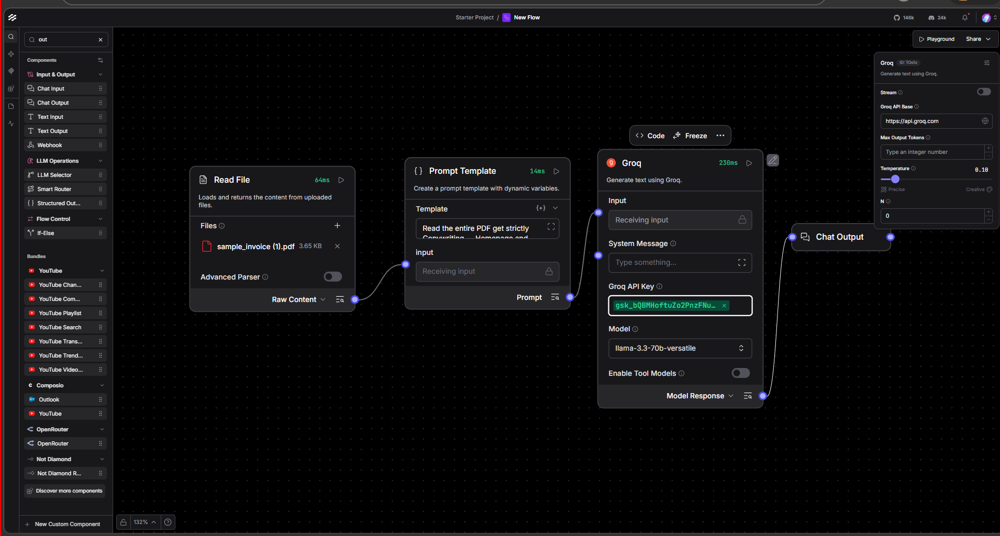 Starter Project / New Flow
146k
24k
out
Playground
Share
Components
Input & Output
Chat Input
Chat Output
Text Input
Text Output
Webhook
LLM Operations
LLM Selector
Smart Router
Structured Out...
Flow Control
If-Else
Bundles
YouTube
YouTube Chan...
YouTube Com...
YouTube Playlist
YouTube Search
YouTube Trans...
YouTube Trend...
YouTube Video...
Composio
Outlook
YouTube
OpenRouter
OpenRouter
Not Diamond
Not Diamond R...
Discover more components
New Custom Component
132%
Read File
64ms
Loads and returns the content from uploaded
files.
Files
sample_invoice (1).pdf 3.65 KB
Advanced Parser
Raw Content
Prompt Template
14ms
Create a prompt template with dynamic variables.
Template
{+}
Read the entire PDF get strictly
Copywriting — Homepage and
input
Receiving input
Prompt
Code
Freeze
Groq
230ms
Generate text using Groq.
Input
Receiving input
System Message
Type something...
Groq API Key
gsk_bQBMHoftuZo2PnzFNu...
Model
llama-3.3-70b-versatile
Enable Tool Models
Model Response
Chat Output
Groq
ID: TOo1z
Generate text using Groq.
Stream
Groq API Base
https://api.groq.com
Max Output Tokens
Type an integer number
Temperature
0.10
Precise
Creative
N
0